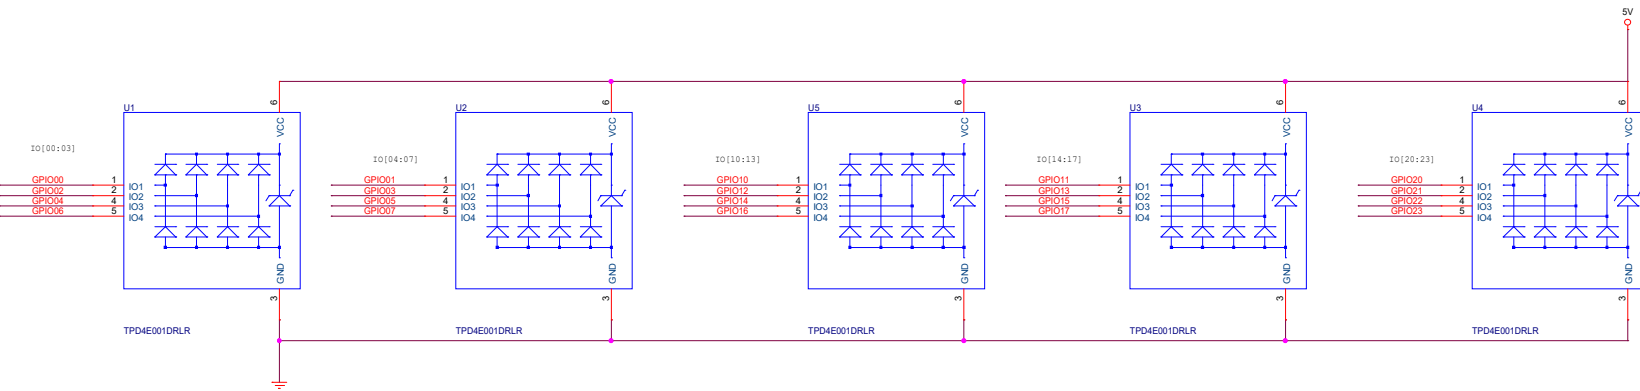 5V
U1
6
VCC
IO[00:03]
GPIO00 1 IO1
GPIO02 2 IO2
GPIO04 4 IO3
GPIO06 5 IO4
GND
3
TPD4E001DRLR
U2
6
VCC
IO[04:07]
GPIO01 1 IO1
GPIO03 2 IO2
GPIO05 4 IO3
GPIO07 5 IO4
GND
3
TPD4E001DRLR
U5
6
VCC
IO[10:13]
GPIO10 1 IO1
GPIO12 2 IO2
GPIO14 4 IO3
GPIO16 5 IO4
GND
3
TPD4E001DRLR
U3
6
VCC
IO[14:17]
GPIO11 1 IO1
GPIO13 2 IO2
GPIO15 4 IO3
GPIO17 5 IO4
GND
3
TPD4E001DRLR
U4
6
VCC
IO[20:23]
GPIO20 1 IO1
GPIO21 2 IO2
GPIO22 4 IO3
GPIO23 5 IO4
GND
3
TPD4E001DRLR